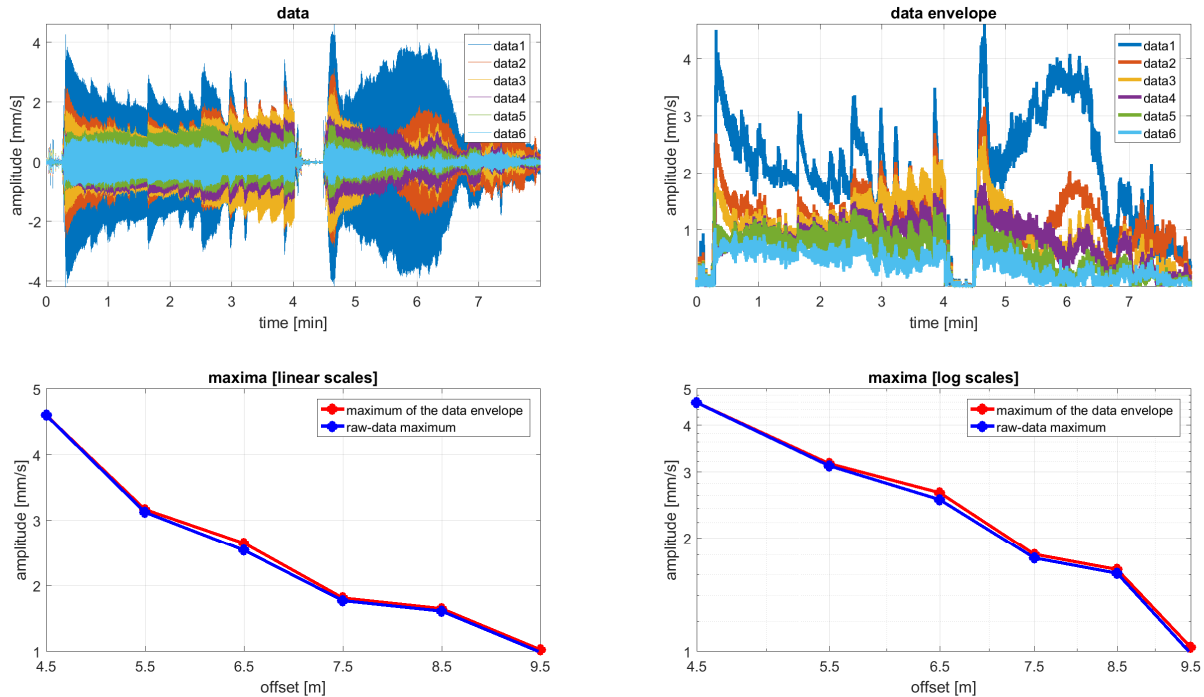 data
amplitude [mm/s]
4
2
0
-2
-4
data1
data2
data3
data4
data5
data6
0 1 2 3 4 5 6 7
time [min]
data envelope
amplitude [mm/s]
4
3
2
1
data1
data2
data3
data4
data5
data6
0 1 2 3 4 5 6 7
time [min]
maxima [linear scales]
amplitude [mm/s]
5
4
3
2
1
maximum of the data envelope
raw-data maximum
4.5 5.5 6.5 7.5 8.5 9.5
offset [m]
maxima [log scales]
amplitude [mm/s]
5
4
3
2
1
maximum of the data envelope
raw-data maximum
4.5 5.5 6.5 7.5 8.5 9.5
offset [m]